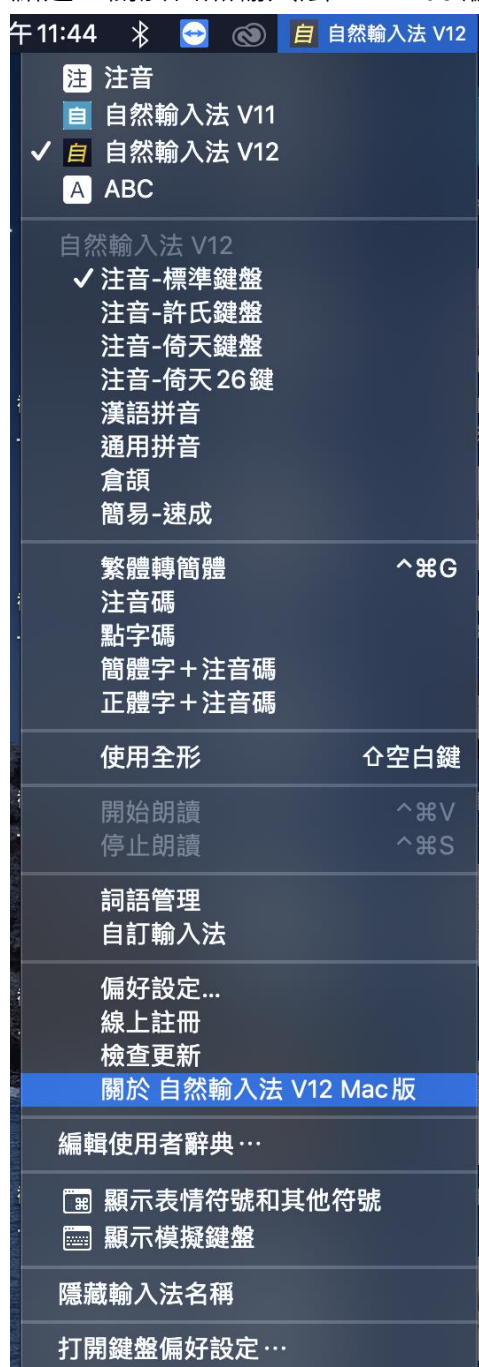 午11:44 自 自然輸入法 V12
注 注音
自 自然輸入法 V11
✓ 自 自然輸入法 V12
A ABC
自然輸入法 V12
✓ 注音-標準鍵盤
注音-許氏鍵盤
注音-倚天鍵盤
注音-倚天26鍵
漢語拼音
通用拼音
倉頡
簡易-速成
繁體轉簡體 ^⌘G
注音碼
點字碼
簡體字+注音碼
正體字+注音碼
使用全形 ⇧空白鍵
開始朗讀 ^⌘V
停止朗讀 ^⌘S
詞語管理
自訂輸入法
偏好設定...
線上註冊
檢查更新
關於 自然輸入法 V12 Mac版
編輯使用者辭典⋯
顯示表情符號和其他符號
顯示模擬鍵盤
隱藏輸入法名稱
打開鍵盤偏好設定⋯